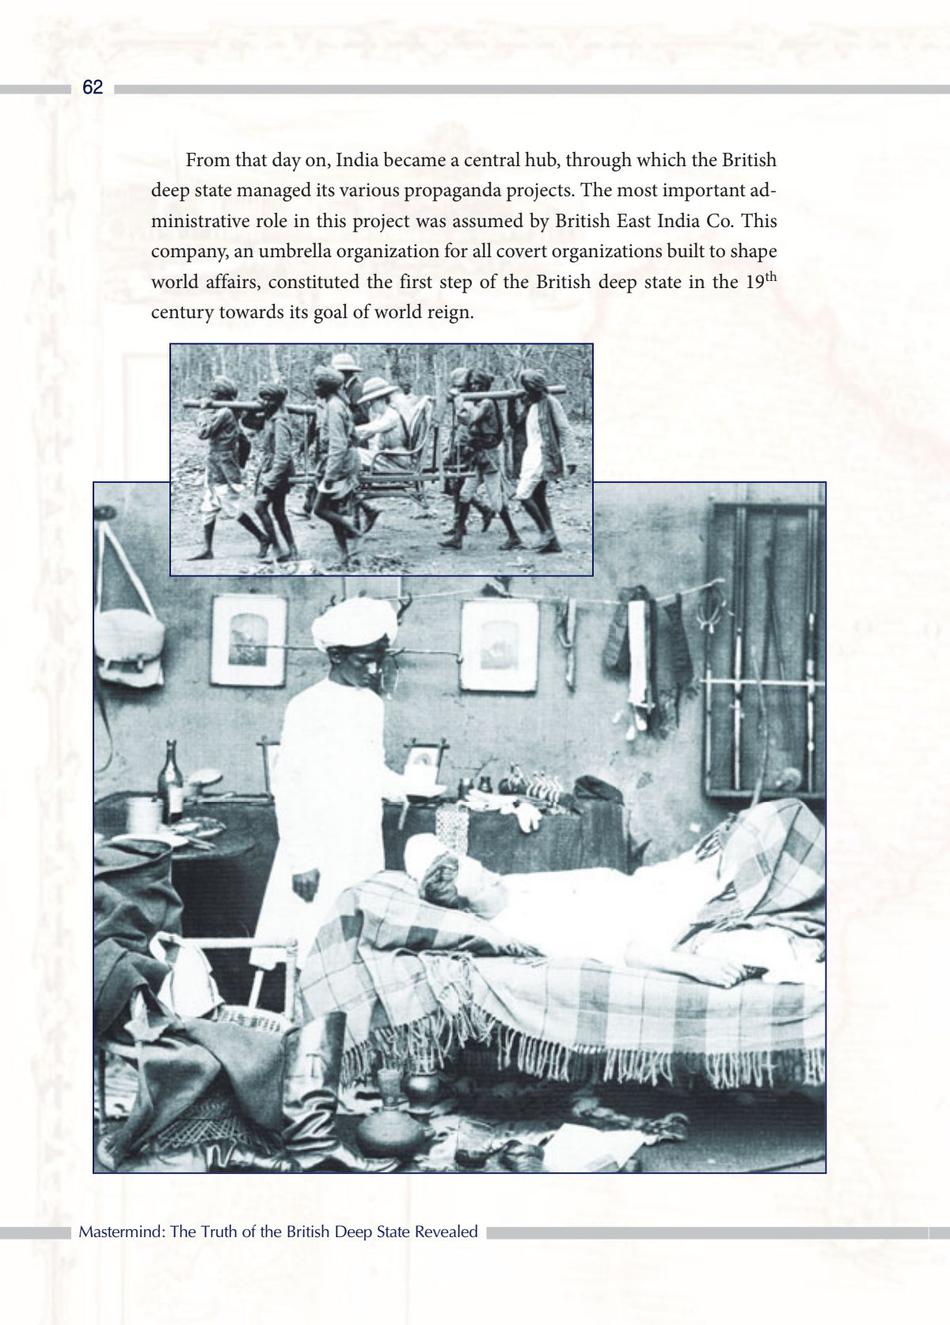 62
From that day on, India became a central hub, through which the British
deep state managed its various propaganda projects. The most important ad-
ministrative role in this project was assumed by British East India Co. This
company, an umbrella organization for all covert organizations built to shape
world affairs, constituted the first step of the British deep state in the 19th
century towards its goal of world reign.
Mastermind: The Truth of the British Deep State Revealed